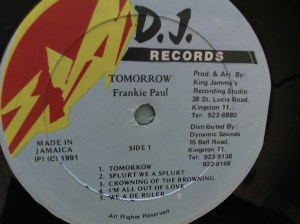 D.J.
RECORDS
TOMORROW
Frankie Paul
Prod. & Arr. By:
King Jammy's
Recording Studio
38 St. Lucia Road,
Kingston 11.
Tel: 923-8880
Distributed By:
Dynamic Sounds
15 Bell Road,
Kingston 11.
Tel: 923-9138
923-9168
MADE IN
JAMAICA
(P) (C) 1991
SIDE 1
1. TOMORROW
2. SPLURT WE A SPLURT
3. CROWNING OF THE BROWNING
4. I'M ALL OUT OF LOVE
5. WE A DE RULER
All Rights Reserved